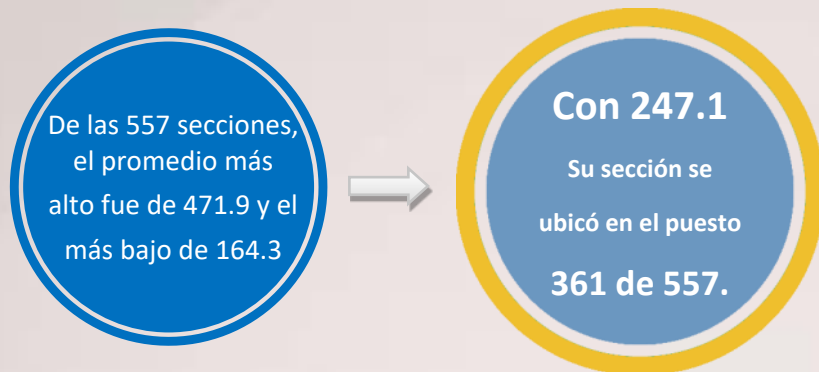 De las 557 secciones,
el promedio más
alto fue de 471.9 y el
más bajo de 164.3
Con 247.1
Su sección se
ubicó en el puesto
361 de 557.